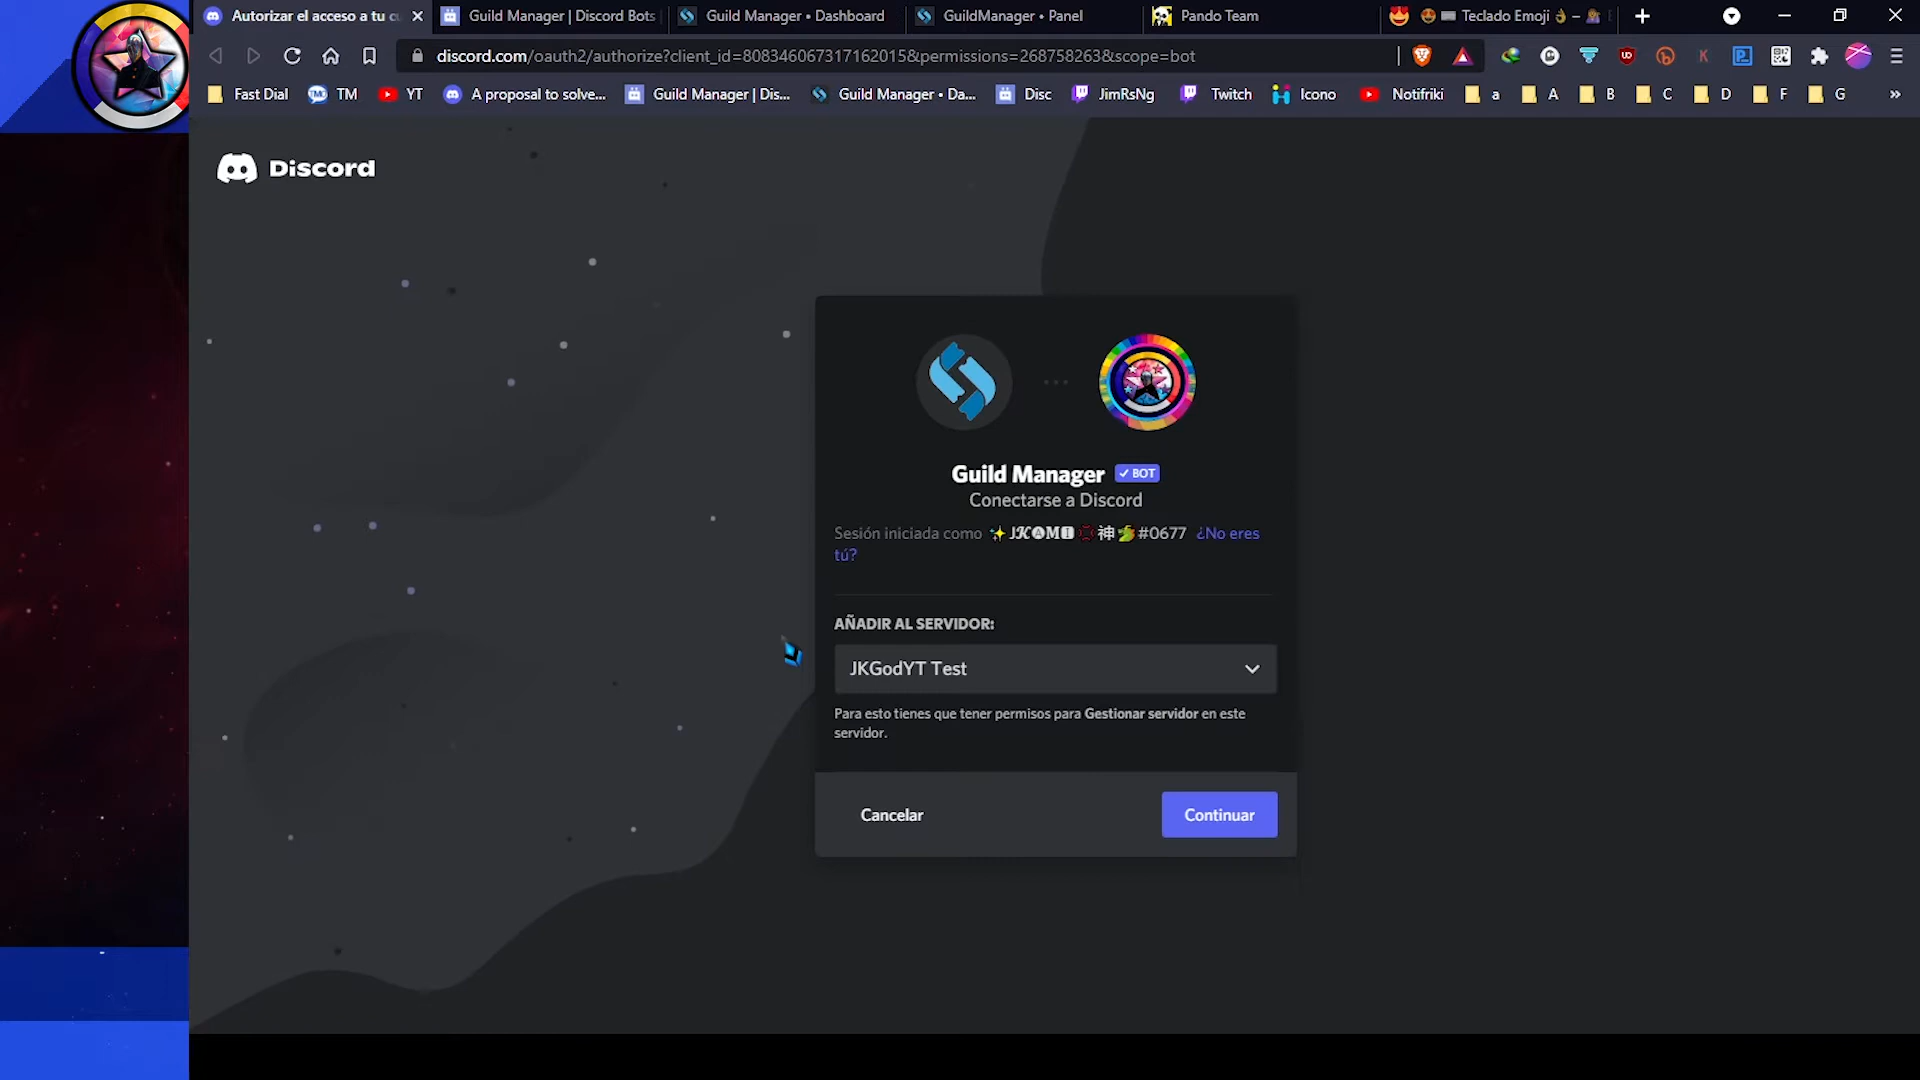 Autorizar el acceso a tu cu
Guild Manager | Discord Bots
Guild Manager • Dashboard
GuildManager • Panel
Pando Team
😍 Teclado Emoji 👌 –
discord.com/oauth2/authorize?client_id=808346067317162015&permissions=268758263&scope=bot
Fast Dial TM YT A proposal to solve... Guild Manager | Dis... Guild Manager • Da... Disc JimRsNg Twitch Icono Notifriki a A B C D F G »
Discord
Guild Manager ✓ BOT
Conectarse a Discord
Sesión iniciada como ✨J𝓚🅐𝐌🅸💢神🐲#0677 ¿No eres
tú?
AÑADIR AL SERVIDOR:
JKGodYT Test
Para esto tienes que tener permisos para Gestionar servidor en este
servidor.
Cancelar
Continuar